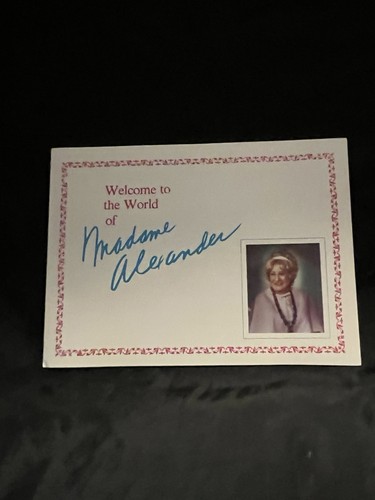 Welcome to
the World
of
Madame
Alexander